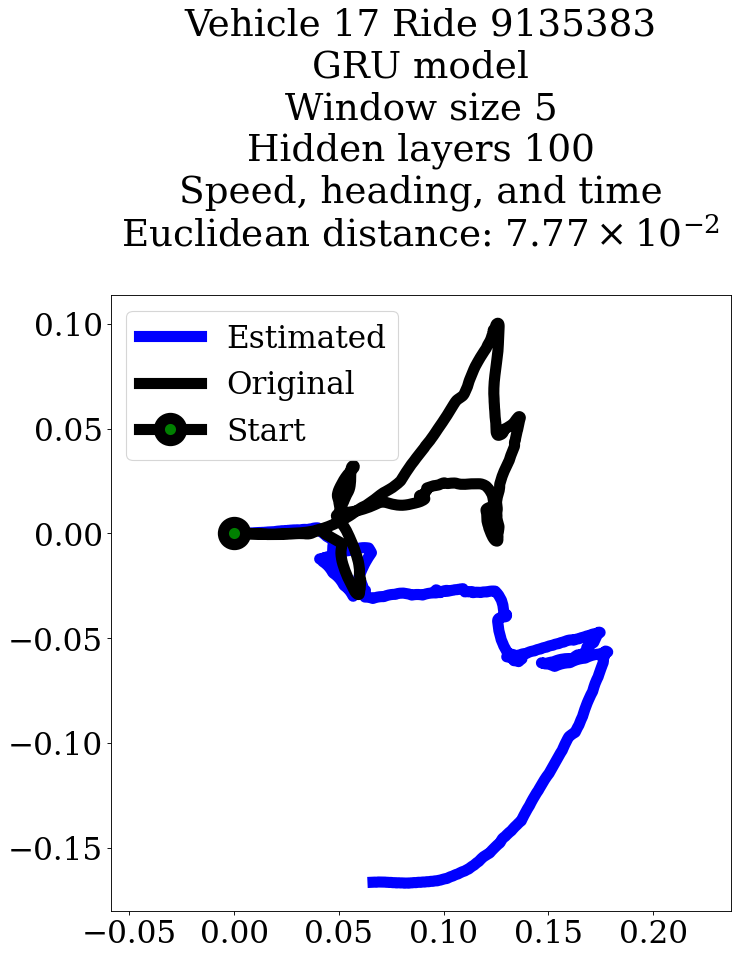 Vehicle 17 Ride 9135383
GRU model
Window size 5
Hidden layers 100
Speed, heading, and time
Euclidean distance: 7.77 × 10⁻²
Estimated
Original
Start
0.10
0.05
0.00
−0.05
−0.10
−0.15
−0.05 0.00 0.05 0.10 0.15 0.20